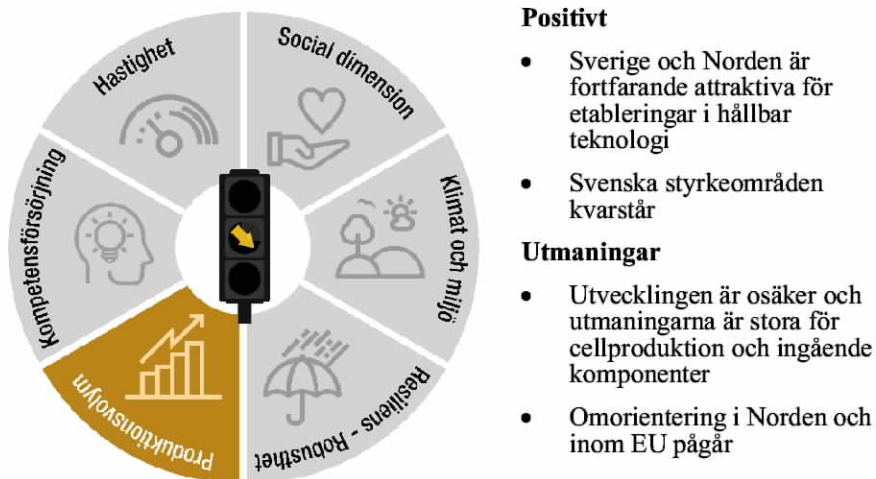 Hastighet
Social dimension
Kompetensförsörjning
Klimat och miljö
Produktionsvolym
Resiliens - Robusthet
Positivt
• Sverige och Norden är
fortfarande attraktiva för
etableringar i hållbar
teknologi
• Svenska styrkeområden
kvarstår
Utmaningar
• Utvecklingen är osäker och
utmaningarna är stora för
cellproduktion och ingående
komponenter
• Omorientering i Norden och
inom EU pågår